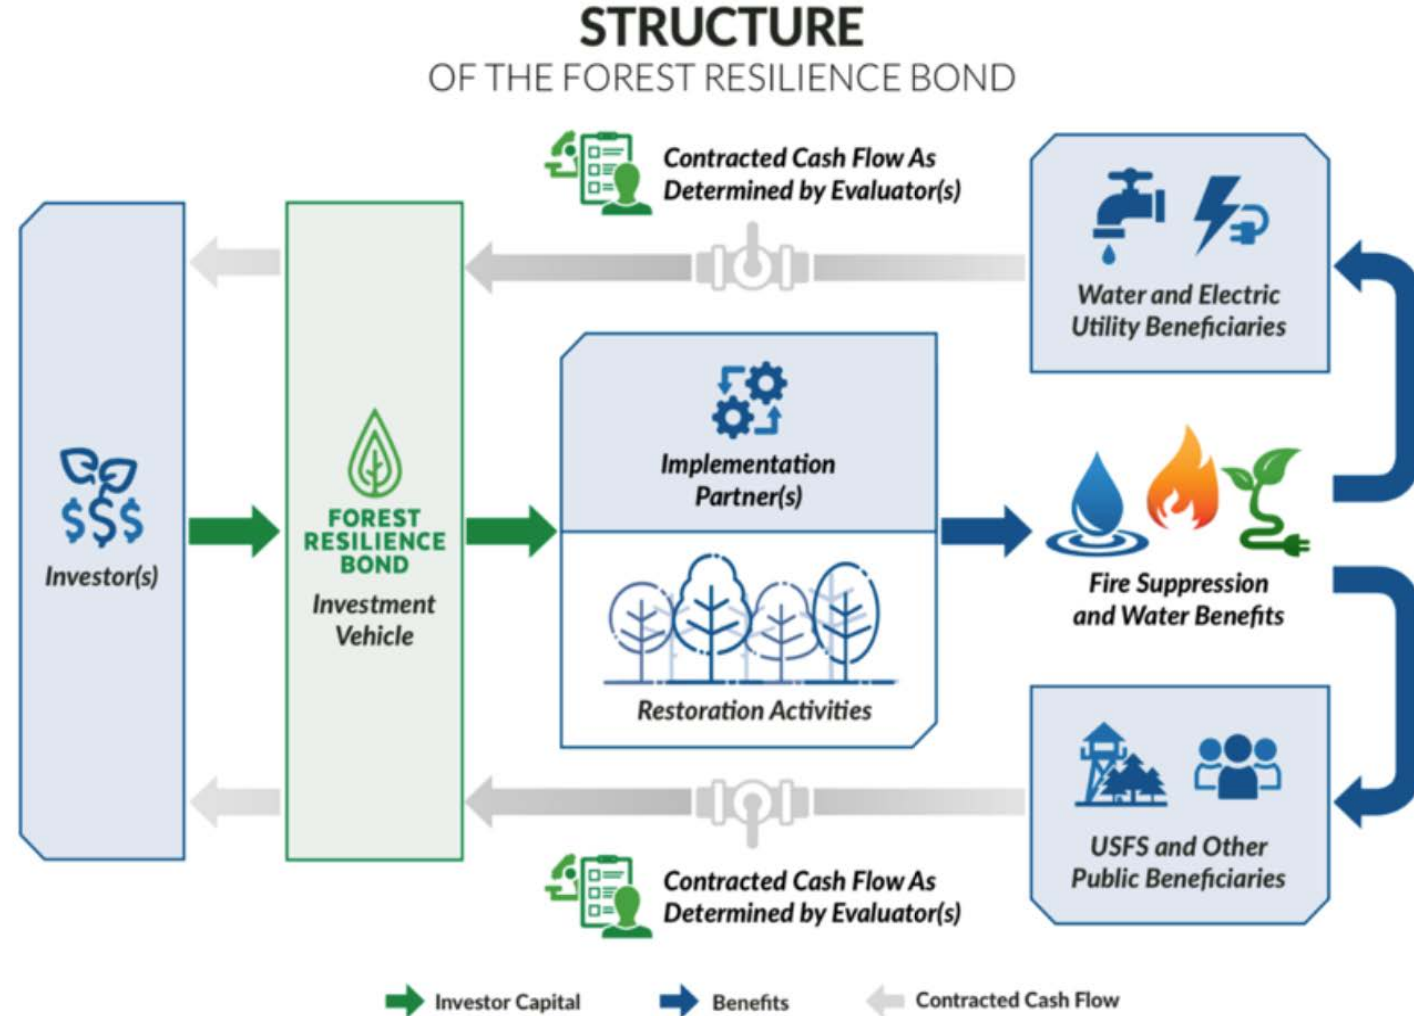 STRUCTURE
OF THE FOREST RESILIENCE BOND
Contracted Cash Flow As
Determined by Evaluator(s)
Water and Electric
Utility Beneficiaries
Investor(s)
$$$
FOREST
RESILIENCE
BOND
Investment
Vehicle
Implementation
Partner(s)
Restoration Activities
Fire Suppression
and Water Benefits
USFS and Other
Public Beneficiaries
Contracted Cash Flow As
Determined by Evaluator(s)
Investor Capital
Benefits
Contracted Cash Flow